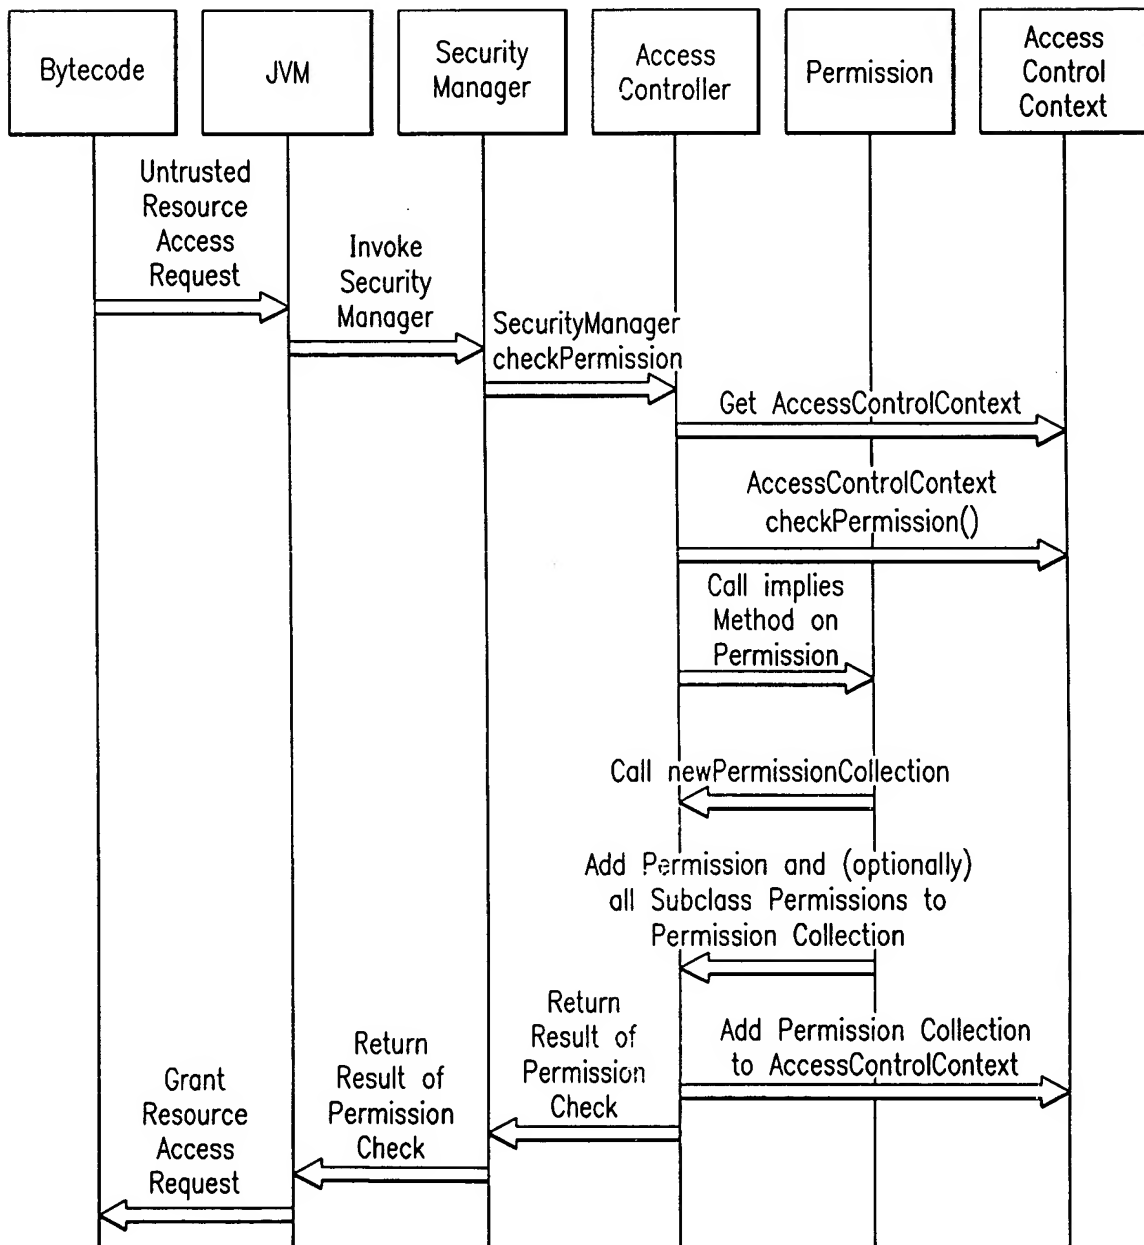 Bytecode
JVM
Security
Manager
Access
Controller
Permission
Access
Control
Context
Untrusted
Resource
Access
Request
Invoke
Security
Manager
SecurityManager
checkPermission
Get AccessControlContext
AccessControlContext
checkPermission()
Call implies
Method on
Permission
Call newPermissionCollection
Add Permission and (optionally)
all Subclass Permissions to
Permission Collection
Add Permission Collection
to AccessControlContext
Return
Result of
Permission
Check
Return
Result of
Permission
Check
Grant
Resource
Access
Request